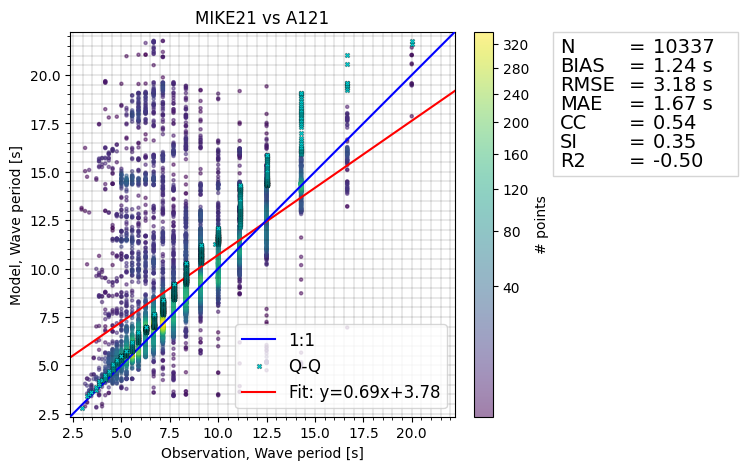 MIKE21 vs A121
20.0
17.5
15.0
12.5
10.0
7.5
5.0
2.5
Model, Wave period [s]
2.5 5.0 7.5 10.0 12.5 15.0 17.5 20.0
Observation, Wave period [s]
1:1
Q-Q
Fit: y=0.69x+3.78
320
280
240
200
160
120
80
40
# points
N = 10337
BIAS = 1.24 s
RMSE = 3.18 s
MAE = 1.67 s
CC = 0.54
SI = 0.35
R2 = -0.50